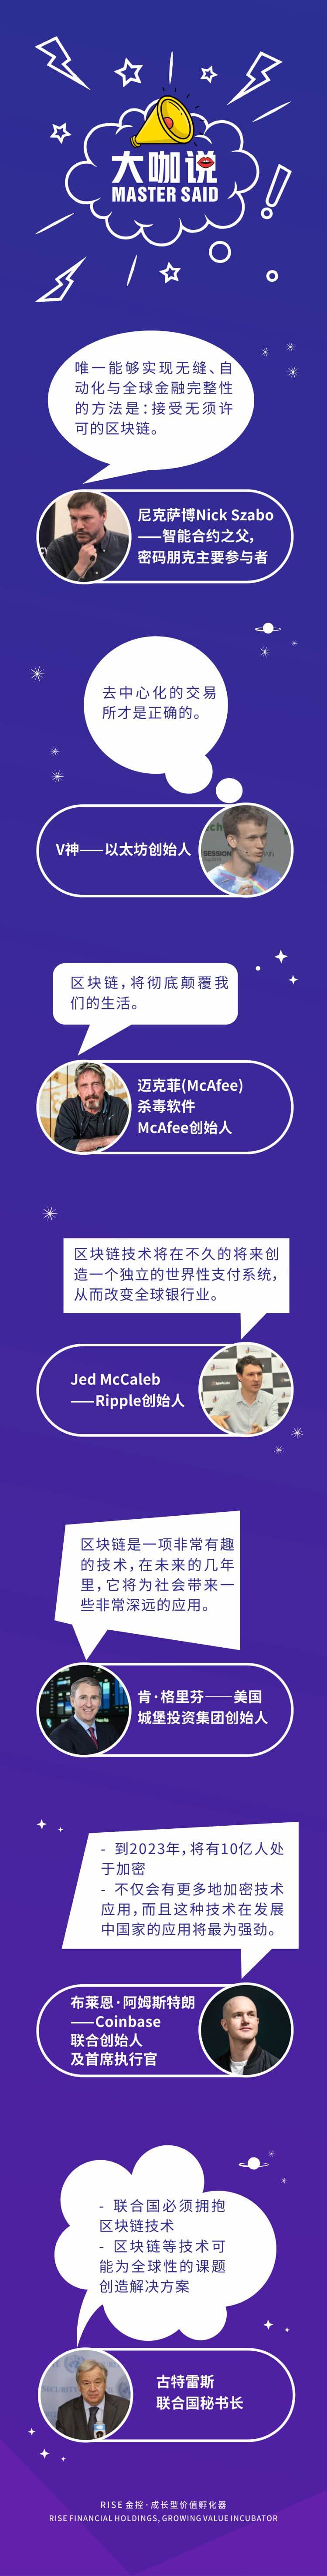 大咖说
MASTER SAID
唯一能够实现无缝、自
动化与全球金融完整性
的方法是：接受无须许
可的区块链。
尼克萨博Nick Szabo
——智能合约之父，
密码朋克主要参与者
去中心化的交易
所才是正确的。
V神——以太坊创始人
SESSION
区块链，将彻底颠覆我
们的生活。
迈克菲(McAfee)
杀毒软件
McAfee创始人
区块链技术将在不久的将来创
造一个独立的世界性支付系统，
从而改变全球银行业。
Jed McCaleb
——Ripple创始人
区块链是一项非常有趣
的技术，在未来的几年
里，它将为社会带来一
些非常深远的应用。
肯·格里芬——美国
城堡投资集团创始人
- 到2023年，将有10亿人处
于加密
- 不仅会有更多地加密技术
应用，而且这种技术在发展
中国家的应用将最为强劲。
布莱恩·阿姆斯特朗
——Coinbase
联合创始人
及首席执行官
- 联合国必须拥抱
区块链技术
- 区块链等技术可
能为全球性的课题
创造解决方案
古特雷斯
联合国秘书长
RISE 金控·成长型价值孵化器
RISE FINANCIAL HOLDINGS, GROWING VALUE INCUBATOR